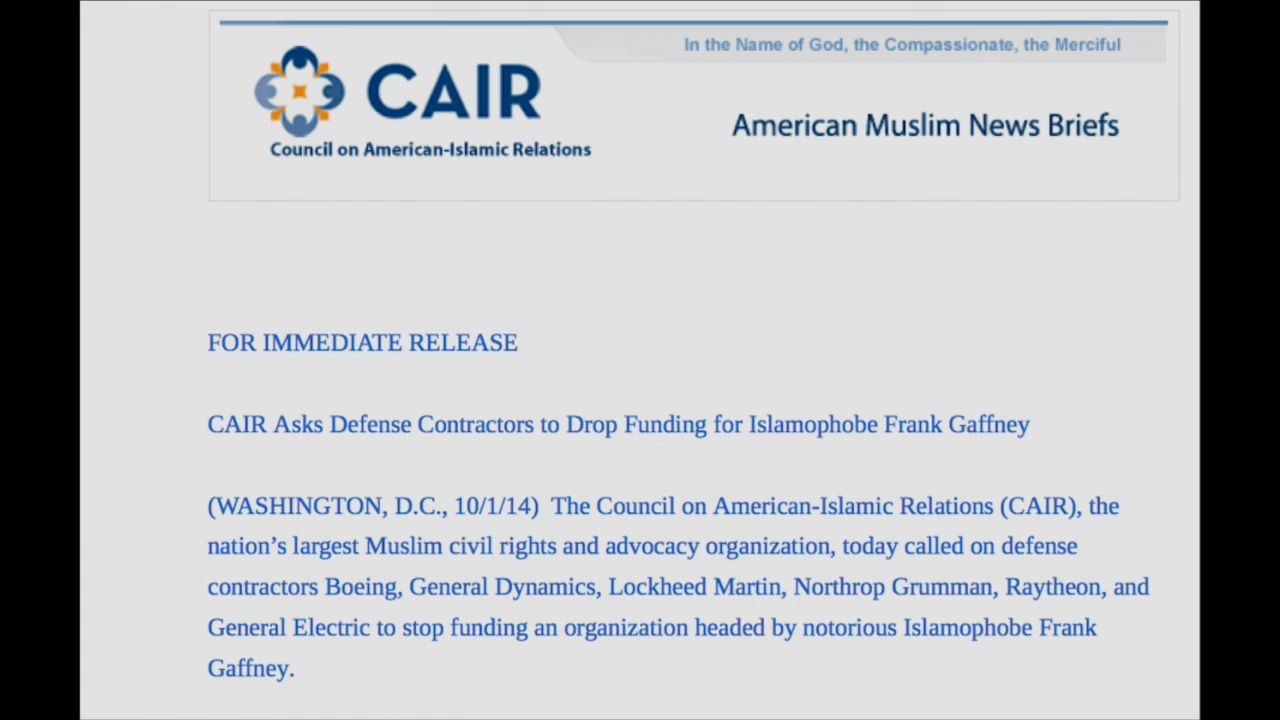 In the Name of God, the Compassionate, the Merciful
CAIR
Council on American-Islamic Relations
American Muslim News Briefs
FOR IMMEDIATE RELEASE
CAIR Asks Defense Contractors to Drop Funding for Islamophobe Frank Gaffney
(WASHINGTON, D.C., 10/1/14)  The Council on American-Islamic Relations (CAIR), the
nation’s largest Muslim civil rights and advocacy organization, today called on defense
contractors Boeing, General Dynamics, Lockheed Martin, Northrop Grumman, Raytheon, and
General Electric to stop funding an organization headed by notorious Islamophobe Frank
Gaffney.